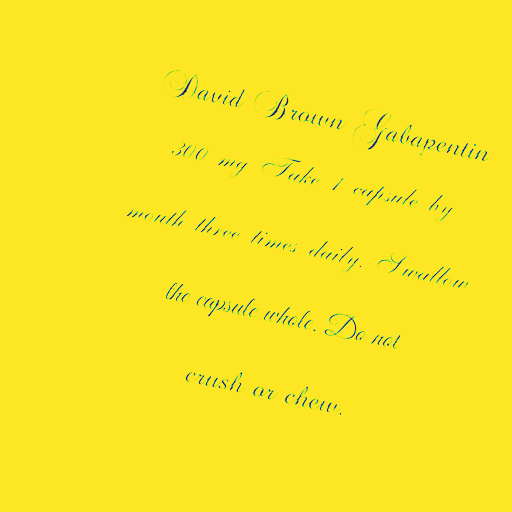 David Brown Gabapentin
300 mg Take 1 capsule by
mouth three times daily. Swallow
the capsule whole. Do not
crush or chew.